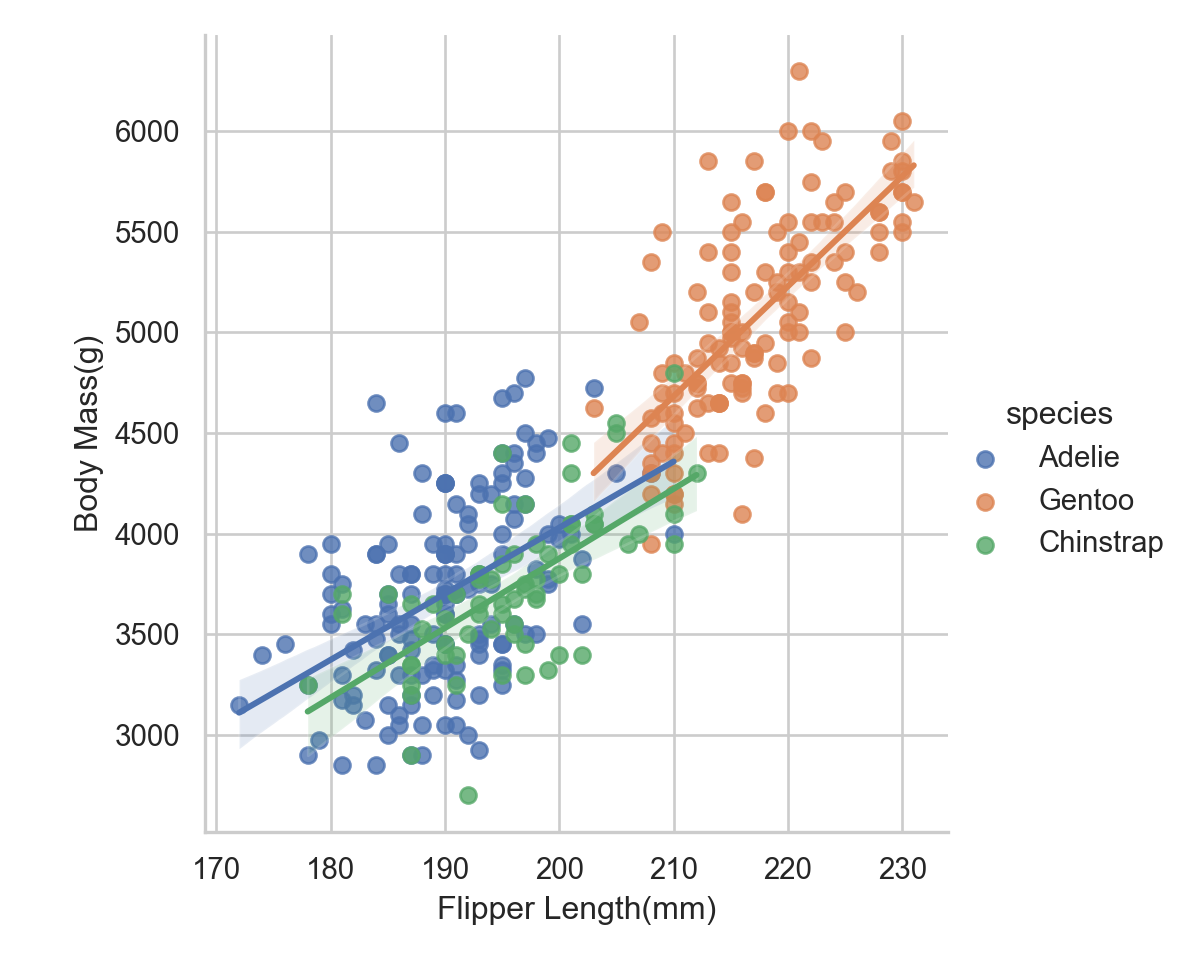 6000
5500
5000
4500
4000
3500
3000
Body Mass(g)
170 180 190 200 210 220 230
Flipper Length(mm)
species
Adelie
Gentoo
Chinstrap